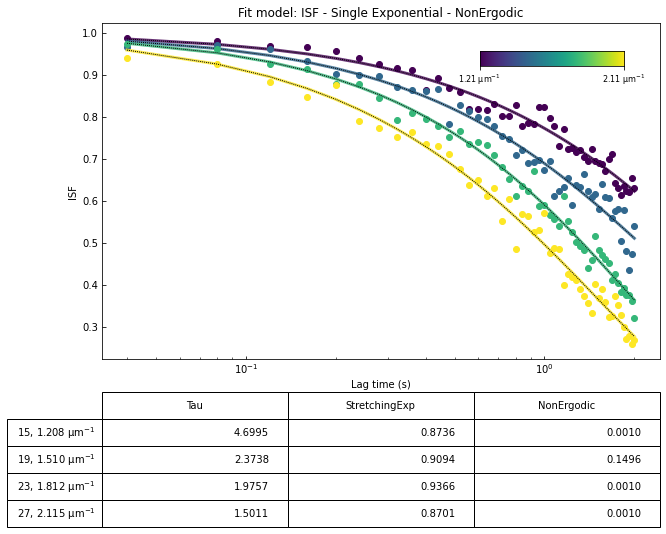 Fit model: ISF - Single Exponential - NonErgodic
1.0
0.9
0.8
0.7
0.6
0.5
0.4
0.3
ISF
1.21 μm⁻¹ 2.11 μm⁻¹
10⁻¹ 10⁰
Lag time (s)
Tau StretchingExp NonErgodic
15, 1.208 μm⁻¹ 4.6995 0.8736 0.0010
19, 1.510 μm⁻¹ 2.3738 0.9094 0.1496
23, 1.812 μm⁻¹ 1.9757 0.9366 0.0010
27, 2.115 μm⁻¹ 1.5011 0.8701 0.0010